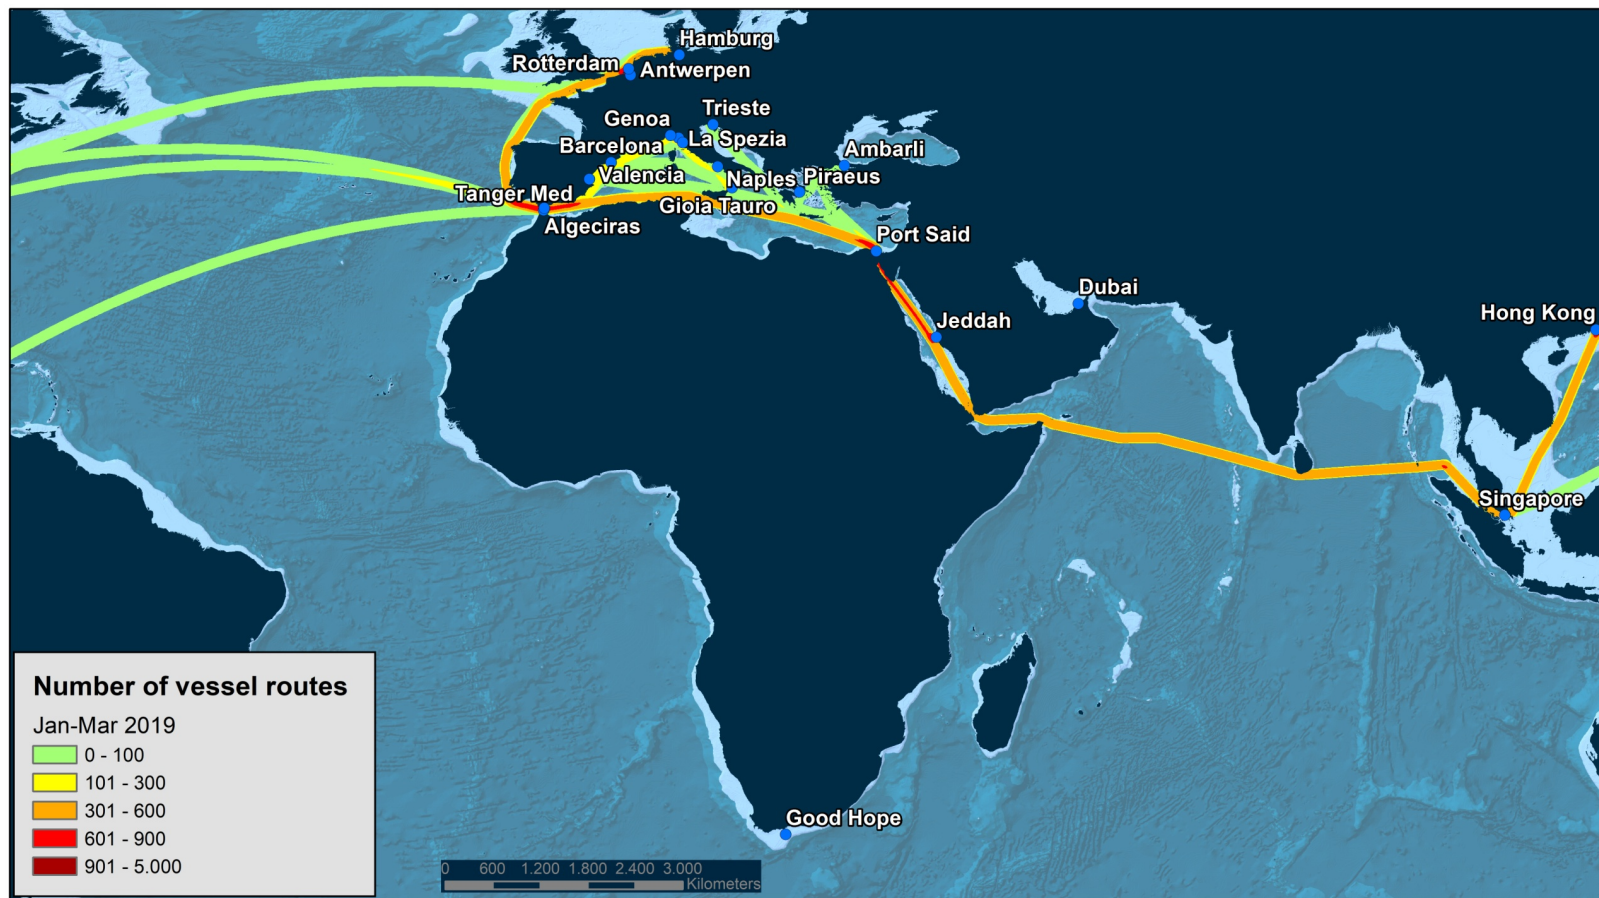 Hamburg
Rotterdam
Antwerpen
Trieste
Genoa
La Spezia
Barcelona
Ambarli
Valencia
Naples
Piraeus
Tanger Med
Gioia Tauro
Algeciras
Port Said
Dubai
Hong Kong
Jeddah
Singapore
Good Hope
Number of vessel routes
Jan-Mar 2019
0 - 100
101 - 300
301 - 600
601 - 900
901 - 5.000
0 600 1.200 1.800 2.400 3.000
Kilometers